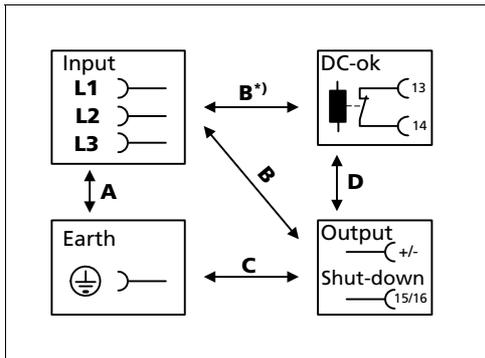 Input
L1
L2
L3
B*)
DC-ok
13
14
A
B
D
Earth
C
Output
+/-
Shut-down
15/16